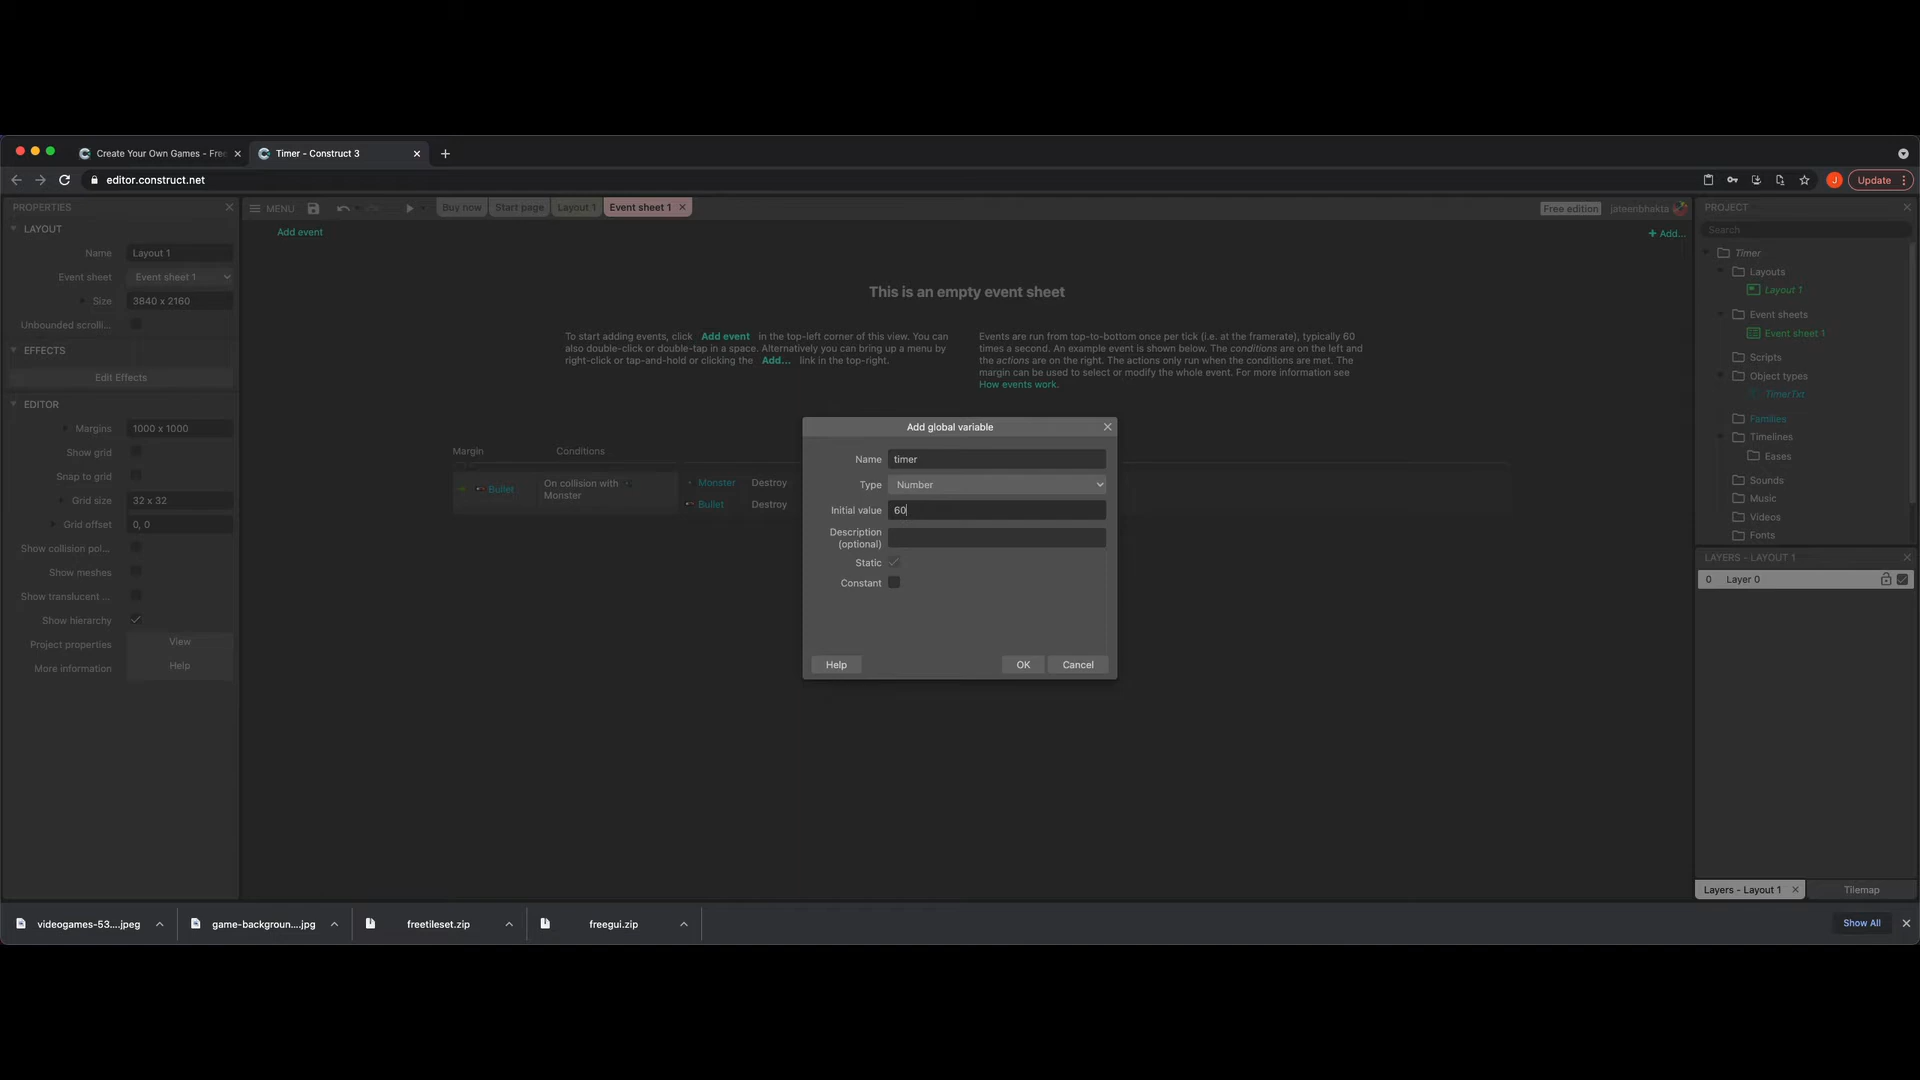 Create Your Own Games - Free
Timer - Construct 3
editor.construct.net
Update
PROPERTIES
MENU
Buy now
Start page
Layout 1
Event sheet 1
Free edition
jateenbhakta
PROJECT
LAYOUT
Add event
Add...
Search
Name
Layout 1
Event sheet
Event sheet 1
Size
3840 x 2160
Unbounded scrolli...
EFFECTS
Edit Effects
EDITOR
Margins
1000 x 1000
Show grid
Snap to grid
Grid size
32 x 32
Grid offset
0, 0
Show collision pol...
Show meshes
Show translucent ...
Show hierarchy
Project properties
View
More information
Help
This is an empty event sheet
To start adding events, click Add event in the top-left corner of this view. You can
also double-click or double-tap in a space. Alternatively you can bring up a menu by
right-click or tap-and-hold or clicking the Add... link in the top-right.
Events are run from top-to-bottom once per tick (i.e. at the framerate), typically 60
times a second. An example event is shown below. The conditions are on the left and
the actions are on the right. The actions only run when the conditions are met. The
margin can be used to select or modify the whole event. For more information see
How events work.
Margin
Conditions
Bullet
On collision with
Monster
Monster
Destroy
Bullet
Destroy
Add global variable
Name
timer
Type
Number
Initial value
60
Description
(optional)
Static
Constant
Help
OK
Cancel
Timer
Layouts
Layout 1
Event sheets
Event sheet 1
Scripts
Object types
TimerTxt
Families
Timelines
Eases
Sounds
Music
Videos
Fonts
LAYERS - LAYOUT 1
0
Layer 0
Layers - Layout 1
Tilemap
videogames-53....jpeg
game-backgroun....jpg
freetileset.zip
freegui.zip
Show All